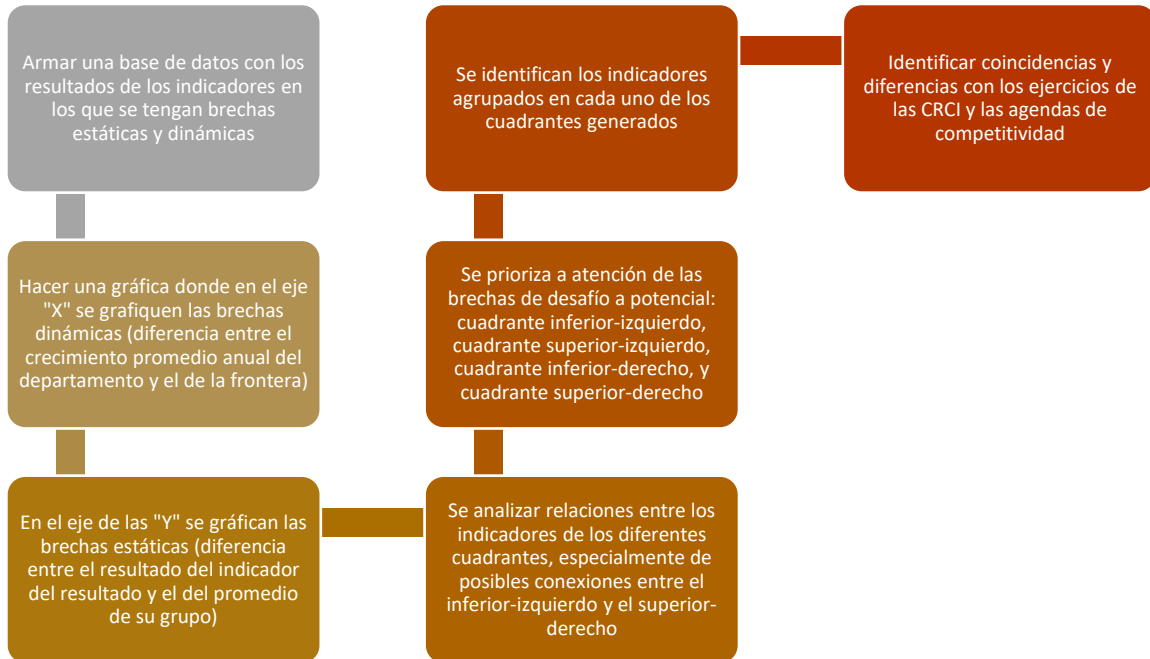 Armar una base de datos con los
resultados de los indicadores en
los que se tengan brechas
estáticas y dinámicas
Hacer una gráfica donde en el eje
"X" se grafiquen las brechas
dinámicas (diferencia entre el
crecimiento promedio anual del
departamento y el de la frontera)
En el eje de las "Y" se gráfican las
brechas estáticas (diferencia
entre el resultado del indicador
del resultado y el del promedio
de su grupo)
Se analizar relaciones entre los
indicadores de los diferentes
cuadrantes, especialmente de
posibles conexiones entre el
inferior-izquierdo y el superior-
derecho
Se prioriza a atención de las
brechas de desafío a potencial:
cuadrante inferior-izquierdo,
cuadrante superior-izquierdo,
cuadrante inferior-derecho, y
cuadrante superior-derecho
Se identifican los indicadores
agrupados en cada uno de los
cuadrantes generados
Identificar coincidencias y
diferencias con los ejercicios de
las CRCI y las agendas de
competitividad